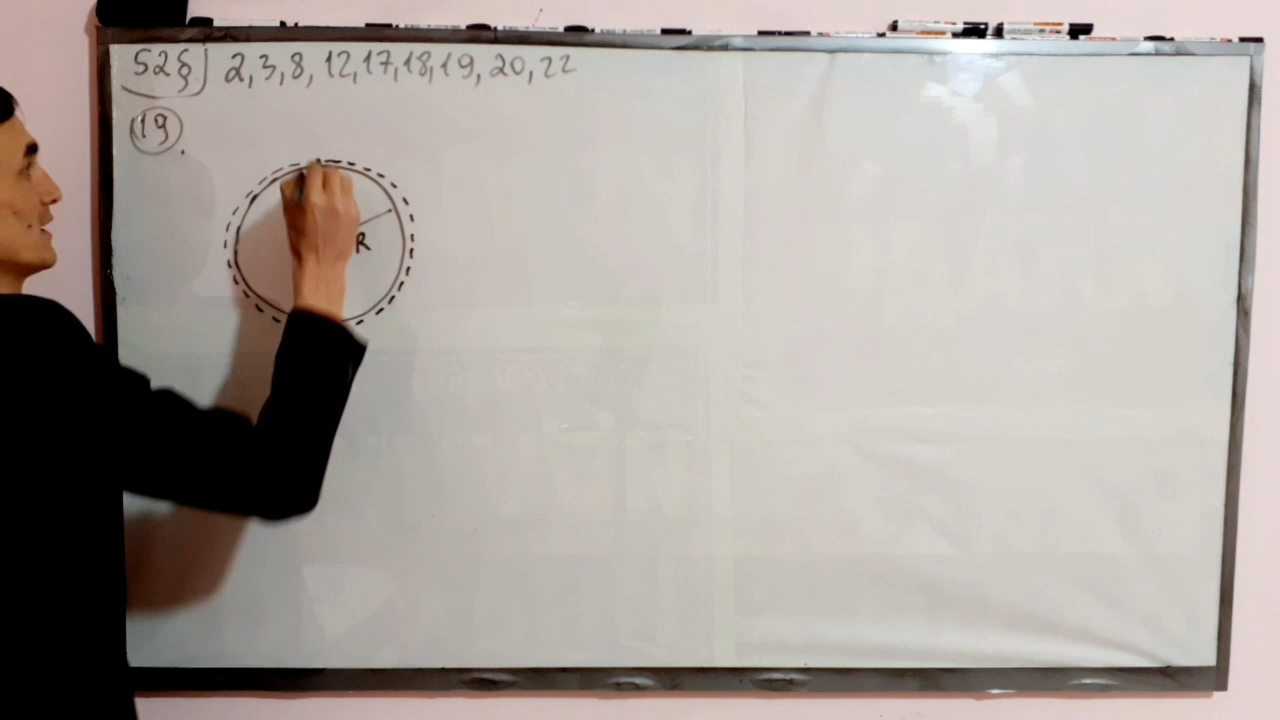 52§ 2, 3, 8, 12, 17, 18, 19, 20, 22
19.
R